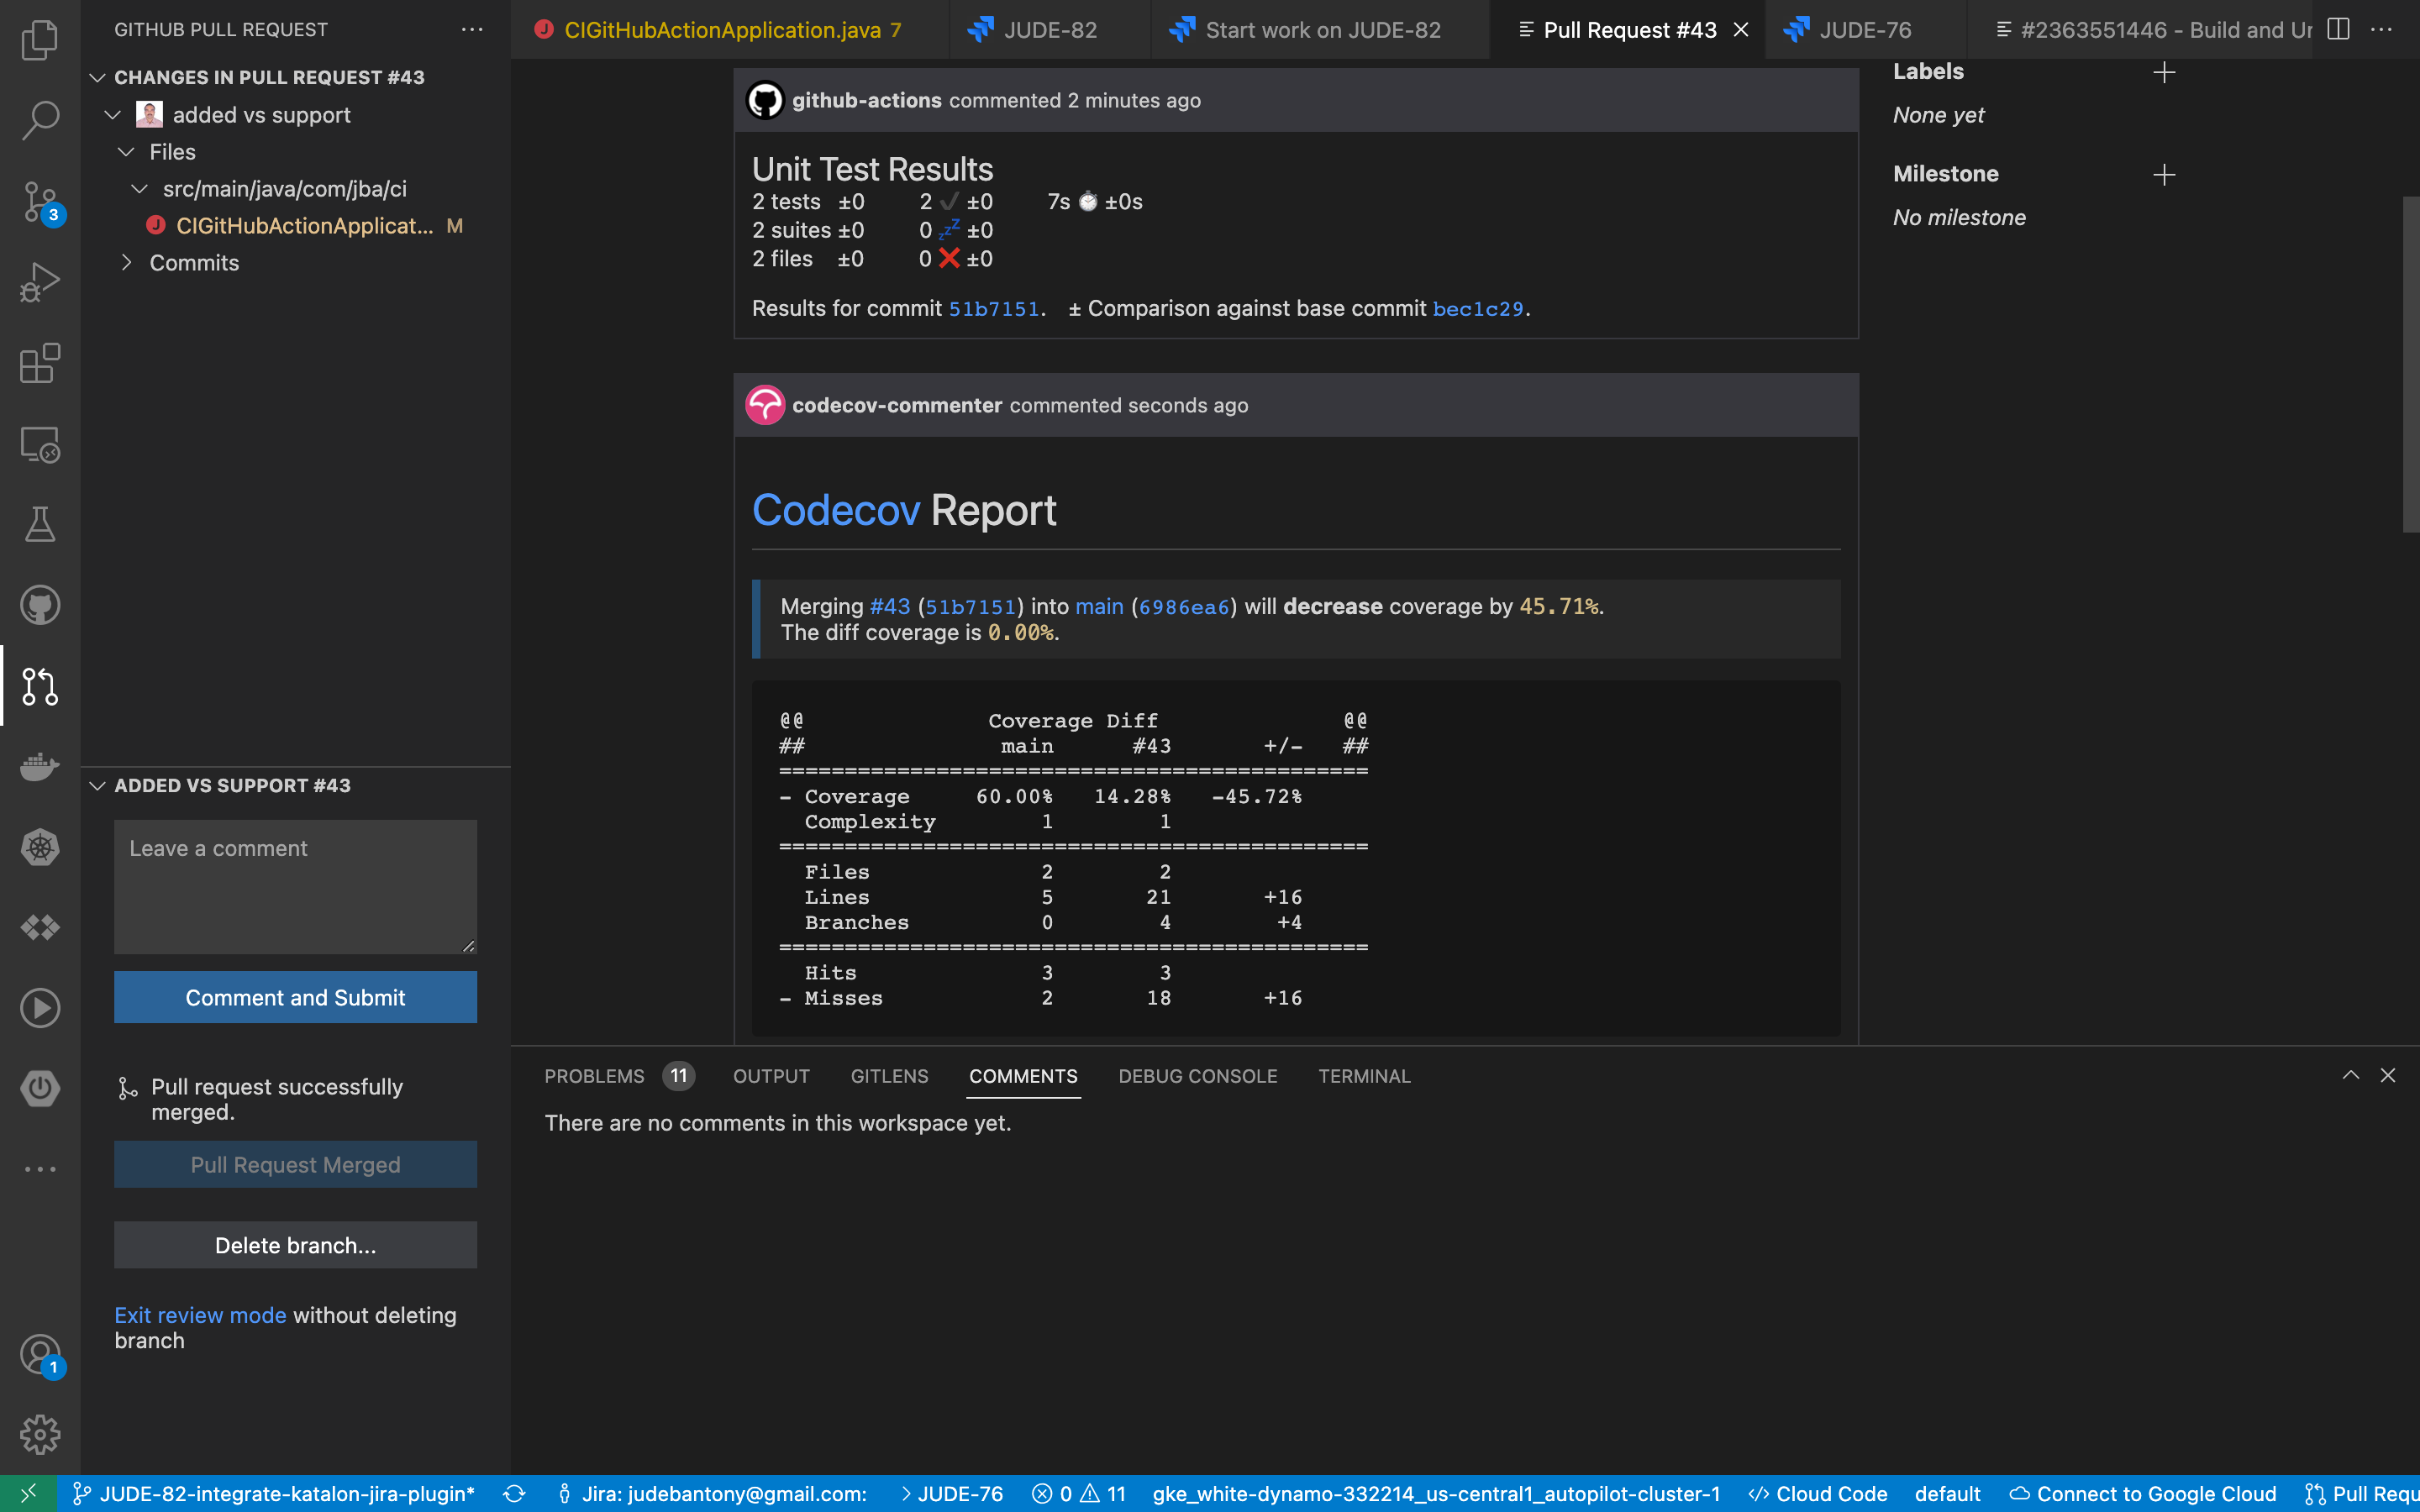 GITHUB PULL REQUEST
CHANGES IN PULL REQUEST #43
added vs support
Files
src/main/java/com/jba/ci
CIGitHubActionApplicat... M
Commits
3
ADDED VS SUPPORT #43
Leave a comment
Comment and Submit
Pull request successfully
merged.
Pull Request Merged
Delete branch...
Exit review mode without deleting
branch
1
CIGitHubActionApplication.java 7
JUDE-82
Start work on JUDE-82
Pull Request #43
JUDE-76
#2363551446 - Build and Ur
github-actions commented 2 minutes ago
Unit Test Results
2 tests ±0 2 ✔ ±0 7s ⏱ ±0s
2 suites ±0 0 💤 ±0
2 files ±0 0 ❌ ±0
Results for commit 51b7151. ± Comparison against base commit bec1c29.
codecov-commenter commented seconds ago
Codecov Report
Merging #43 (51b7151) into main (6986ea6) will decrease coverage by 45.71%.
The diff coverage is 0.00%.
@@ Coverage Diff @@
## main #43 +/- ##
=============================================
- Coverage 60.00% 14.28% -45.72%
Complexity 1 1
=============================================
Files 2 2
Lines 5 21 +16
Branches 0 4 +4
=============================================
Hits 3 3
- Misses 2 18 +16
Labels
None yet
Milestone
No milestone
PROBLEMS 11 OUTPUT GITLENS COMMENTS DEBUG CONSOLE TERMINAL
There are no comments in this workspace yet.
JUDE-82-integrate-katalon-jira-plugin* Jira: judebantony@gmail.com: > JUDE-76 0 11 gke_white-dynamo-332214_us-central1_autopilot-cluster-1 </> Cloud Code default Connect to Google Cloud Pull Requ